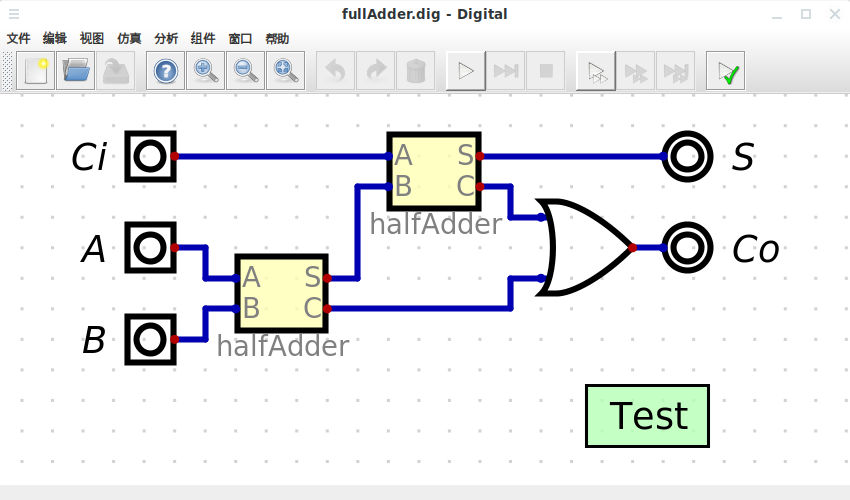 fullAdder.dig - Digital
文件 编辑 视图 仿真 分析 组件 窗口 帮助
Ci
A S
B C
halfAdder
S
A
A S
B C
halfAdder
Co
B
Test